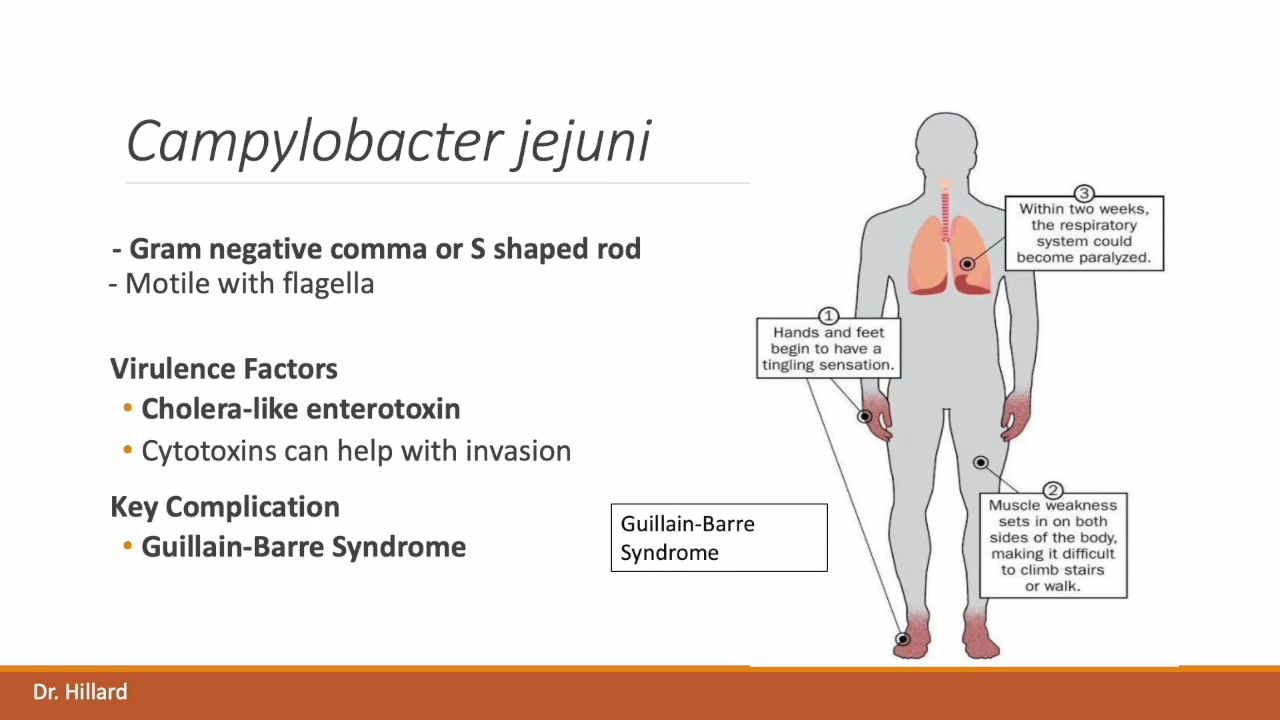 Campylobacter jejuni
- Gram negative comma or S shaped rod
- Motile with flagella
Virulence Factors
• Cholera-like enterotoxin
• Cytotoxins can help with invasion
Key Complication
• Guillain-Barre Syndrome
Guillain-Barre
Syndrome
1
Hands and feet
begin to have a
tingling sensation.
2
Muscle weakness
sets in on both
sides of the body,
making it difficult
to climb stairs
or walk.
3
Within two weeks,
the respiratory
system could
become paralyzed.
Dr. Hillard